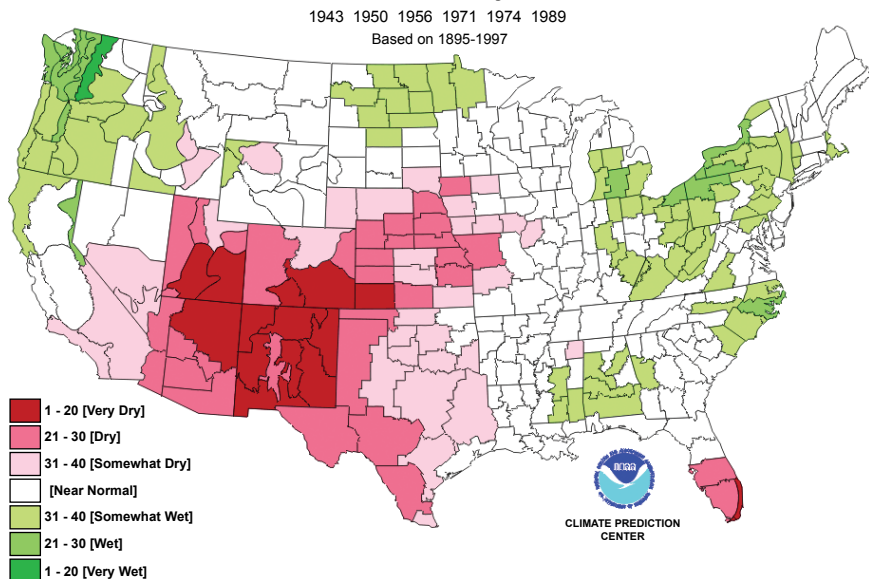 1943 1950 1956 1971 1974 1989
Based on 1895-1997
1 - 20 [Very Dry]
21 - 30 [Dry]
31 - 40 [Somewhat Dry]
[Near Normal]
31 - 40 [Somewhat Wet]
21 - 30 [Wet]
1 - 20 [Very Wet]
noaa
CLIMATE PREDICTION
CENTER